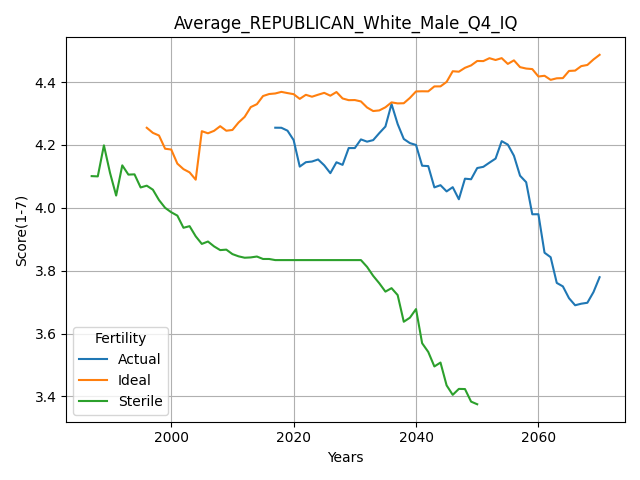 Average_REPUBLICAN_White_Male_Q4_IQ
Score(1-7)
4.4
4.2
4.0
3.8
3.6
3.4
Fertility
Actual
Ideal
Sterile
2000
2020
2040
2060
Years